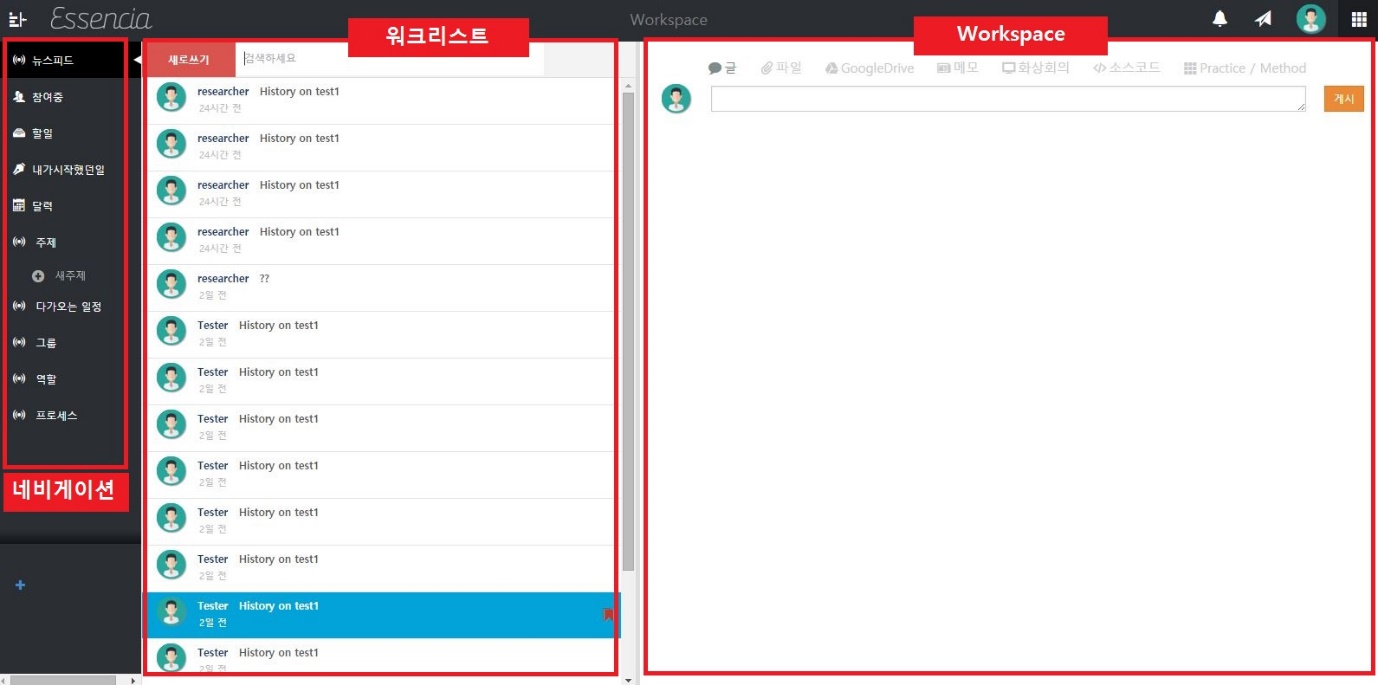 Essencia
Workspace
워크리스트
Workspace
네비게이션
뉴스피드
참여중
할일
내가시작했던일
달력
주제
새주제
다가오는 일정
그룹
역할
프로세스
새로쓰기
검색하세요
researcher History on test1
24시간 전
researcher History on test1
24시간 전
researcher History on test1
24시간 전
researcher History on test1
24시간 전
researcher ??
2일 전
Tester History on test1
2일 전
Tester History on test1
2일 전
Tester History on test1
2일 전
Tester History on test1
2일 전
Tester History on test1
2일 전
Tester History on test1
2일 전
Tester History on test1
2일 전
Tester History on test1
2일 전
글 파일 GoogleDrive 메모 화상회의 소스코드 Practice / Method
게시